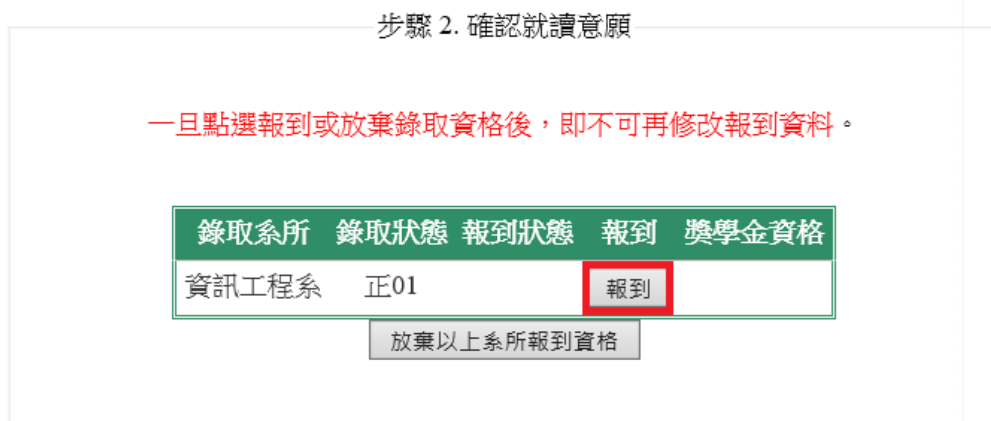 步驟 2. 確認就讀意願
一旦點選報到或放棄錄取資格後，即不可再修改報到資料。
錄取系所 錄取狀態 報到狀態 報到 獎學金資格
資訊工程系 正01 報到
放棄以上系所報到資格